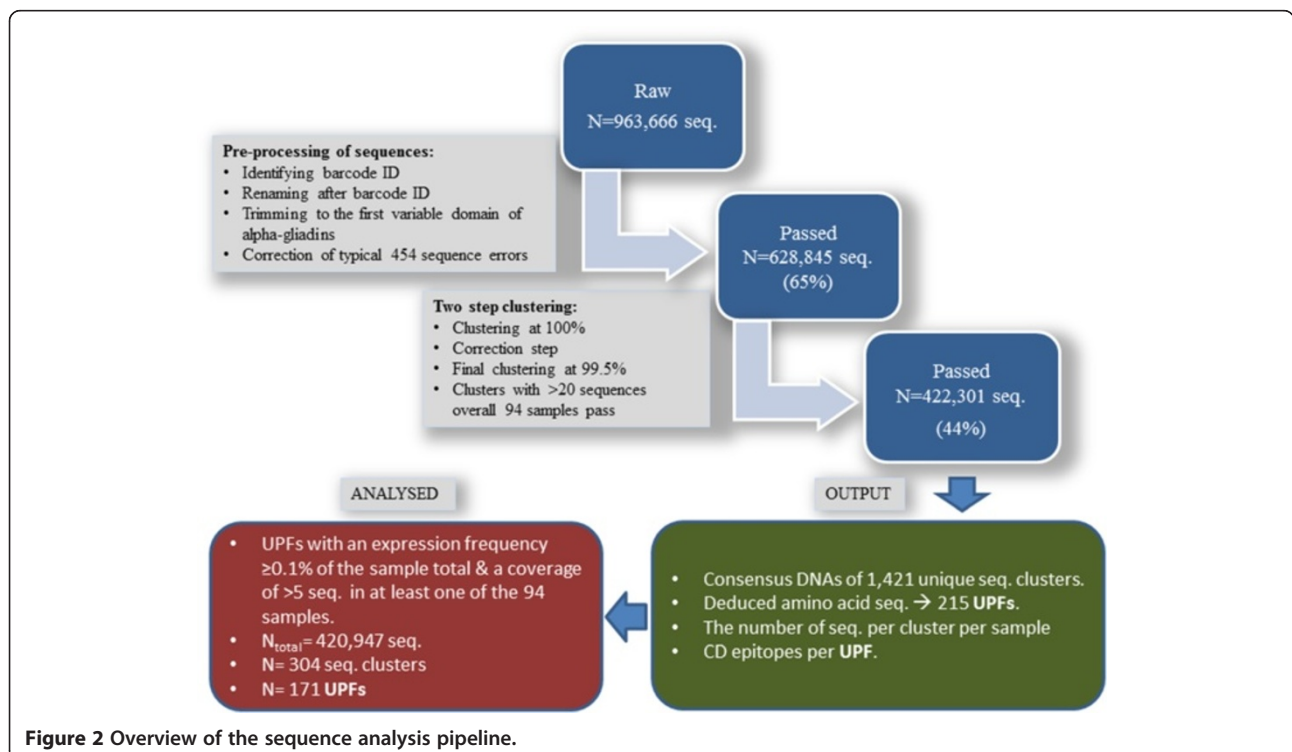 Raw
N=963,666 seq.
Pre-processing of sequences:
• Identifying barcode ID
• Renaming after barcode ID
• Trimming to the first variable domain of
alpha-gliadins
• Correction of typical 454 sequence errors
Passed
N=628,845 seq.
(65%)
Two step clustering:
• Clustering at 100%
• Correction step
• Final clustering at 99.5%
• Clusters with >20 sequences
overall 94 samples pass
Passed
N=422,301 seq.
(44%)
ANALYSED
OUTPUT
• UPFs with an expression frequency
≥0.1% of the sample total & a coverage
of >5 seq. in at least one of the 94
samples.
• Ntotal= 420,947 seq.
• N= 304 seq. clusters
• N= 171 UPFs
• Consensus DNAs of 1,421 unique seq. clusters.
• Deduced amino acid seq. → 215 UPFs.
• The number of seq. per cluster per sample
• CD epitopes per UPF.
Figure 2 Overview of the sequence analysis pipeline.